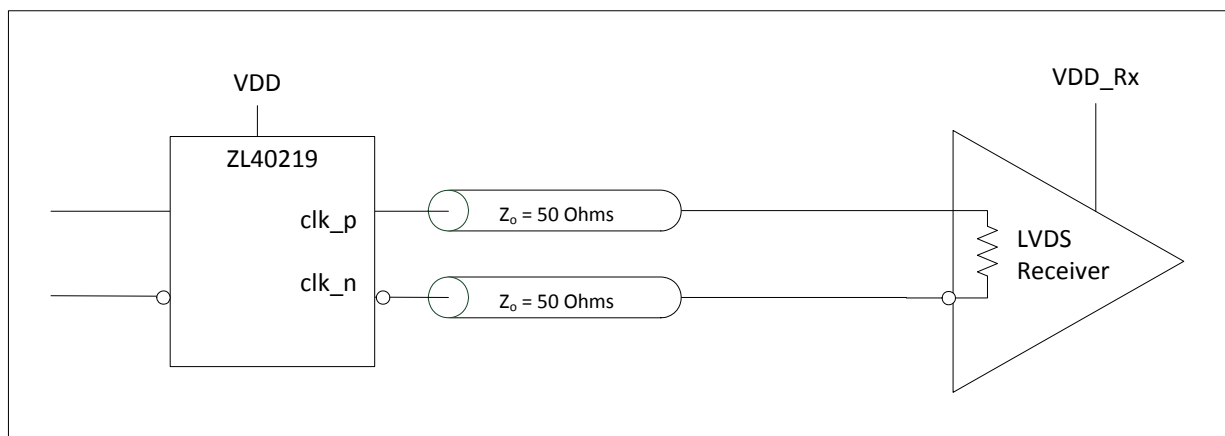 VDD
VDD_Rx
ZL40219
clk_p
Zo = 50 Ohms
LVDS
Receiver
clk_n
Zo = 50 Ohms